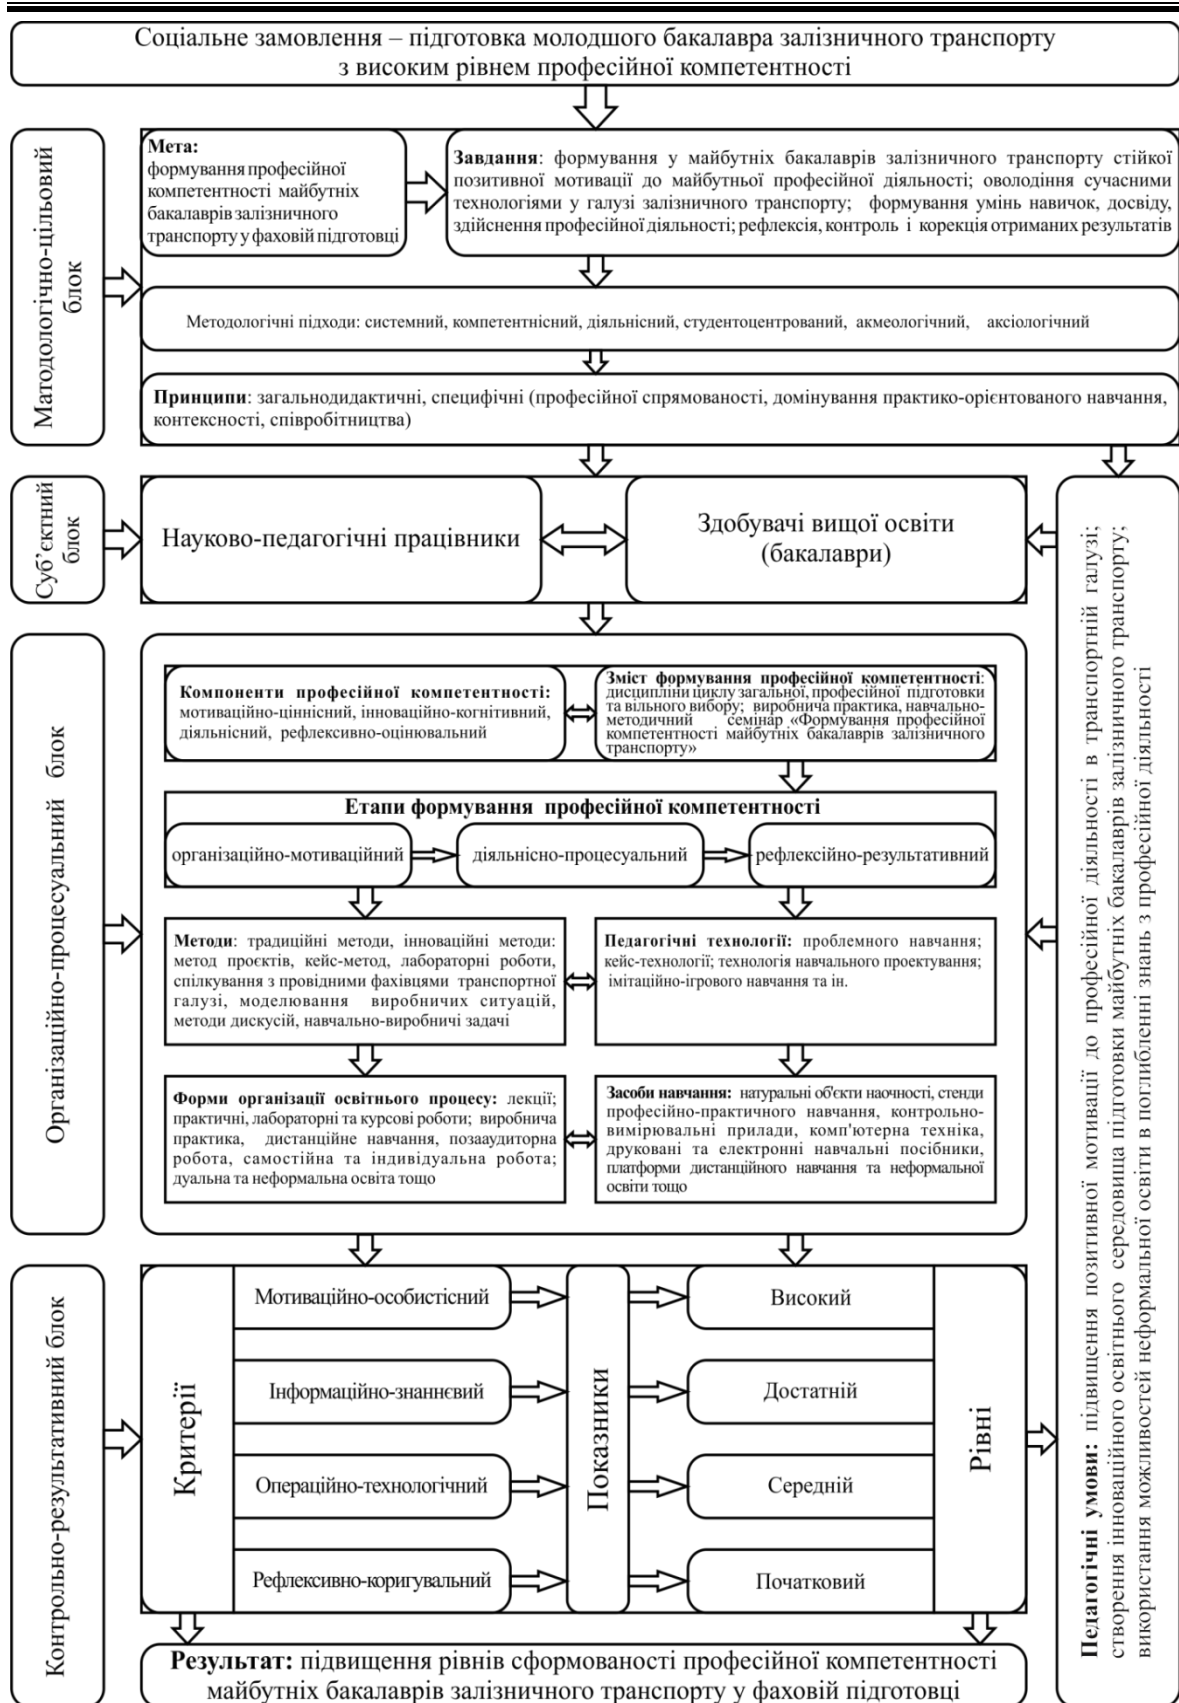 Соціальне замовлення – підготовка молодшого бакалавра залізничного транспорту
з високим рівнем професійної компетентності
Матодологічно-цільовий
блок
Мета:
формування професійної
компетентності майбутніх
бакалаврів залізничного
транспорту у фаховій підготовці
Завдання: формування у майбутніх бакалаврів залізничного транспорту стійкої
позитивної мотивації до майбутньої професійної діяльності; оволодіння сучасними
технологіями у галузі залізничного транспорту; формування умінь навичок, досвіду,
здійснення професійної діяльності; рефлексія, контроль і корекція отриманих результатів
Методологічні підходи: системний, компетентнісний, діяльнісний, студентоцентрований, акмеологічний, аксіологічний
Принципи: загальнодидактичні, специфічні (професійної спрямованості, домінування практико-орієнтованого навчання,
контексності, співробітництва)
Суб’єктний
блок
Науково-педагогічні працівники
Здобувачі вищої освіти
(бакалаври)
Організаційно-процесуальний блок
Компоненти професійної компетентності:
мотиваційно-ціннісний, інноваційно-когнітивний,
діяльнісний, рефлексивно-оцінювальний
Зміст формування професійної компетентності:
дисципліни циклу загальної, професійної підготовки
та вільного вибору; виробнича практика, навчально-
методичний семінар «Формування професійної
компетентності майбутніх бакалаврів залізничного
транспорту»
Етапи формування професійної компетентності
організаційно-мотиваційний
діяльнісно-процесуальний
рефлексійно-результативний
Методи: традиційні методи, інноваційні методи:
метод проєктів, кейс-метод, лабораторні роботи,
спілкування з провідними фахівцями транспортної
галузі, моделювання виробничих ситуацій,
методи дискусій, навчально-виробничі задачі
Педагогічні технології: проблемного навчання;
кейс-технології; технологія навчального проектування;
імітаційно-ігрового навчання та ін.
Форми організації освітнього процесу: лекції;
практичні, лабораторні та курсові роботи; виробнича
практика, дистанційне навчання, позааудиторна
робота, самостійна та індивідуальна робота;
дуальна та неформальна освіта тощо
Засоби навчання: натуральні об'єкти наочності, стенди
професійно-практичного навчання, контрольно-
вимірювальні прилади, комп'ютерна техніка,
друковані та електронні навчальні посібники,
платформи дистанційного навчання та неформальної
освіти тощо
Контрольно-результативний блок
Критерії
Мотиваційно-особистісний
Інформаційно-знаннєвий
Операційно-технологічний
Рефлексивно-коригувальний
Показники
Високий
Достатній
Середній
Початковий
Рівні
Педагогічні умови: підвищення позитивної мотивації до професійної діяльності в транспортній галузі;
створення інноваційного освітнього середовища підготовки майбутніх бакалаврів залізничного транспорту;
використання можливостей неформальної освіти в поглибленні знань з професійної діяльності
Результат: підвищення рівнів сформованості професійної компетентності
майбутніх бакалаврів залізничного транспорту у фаховій підготовці